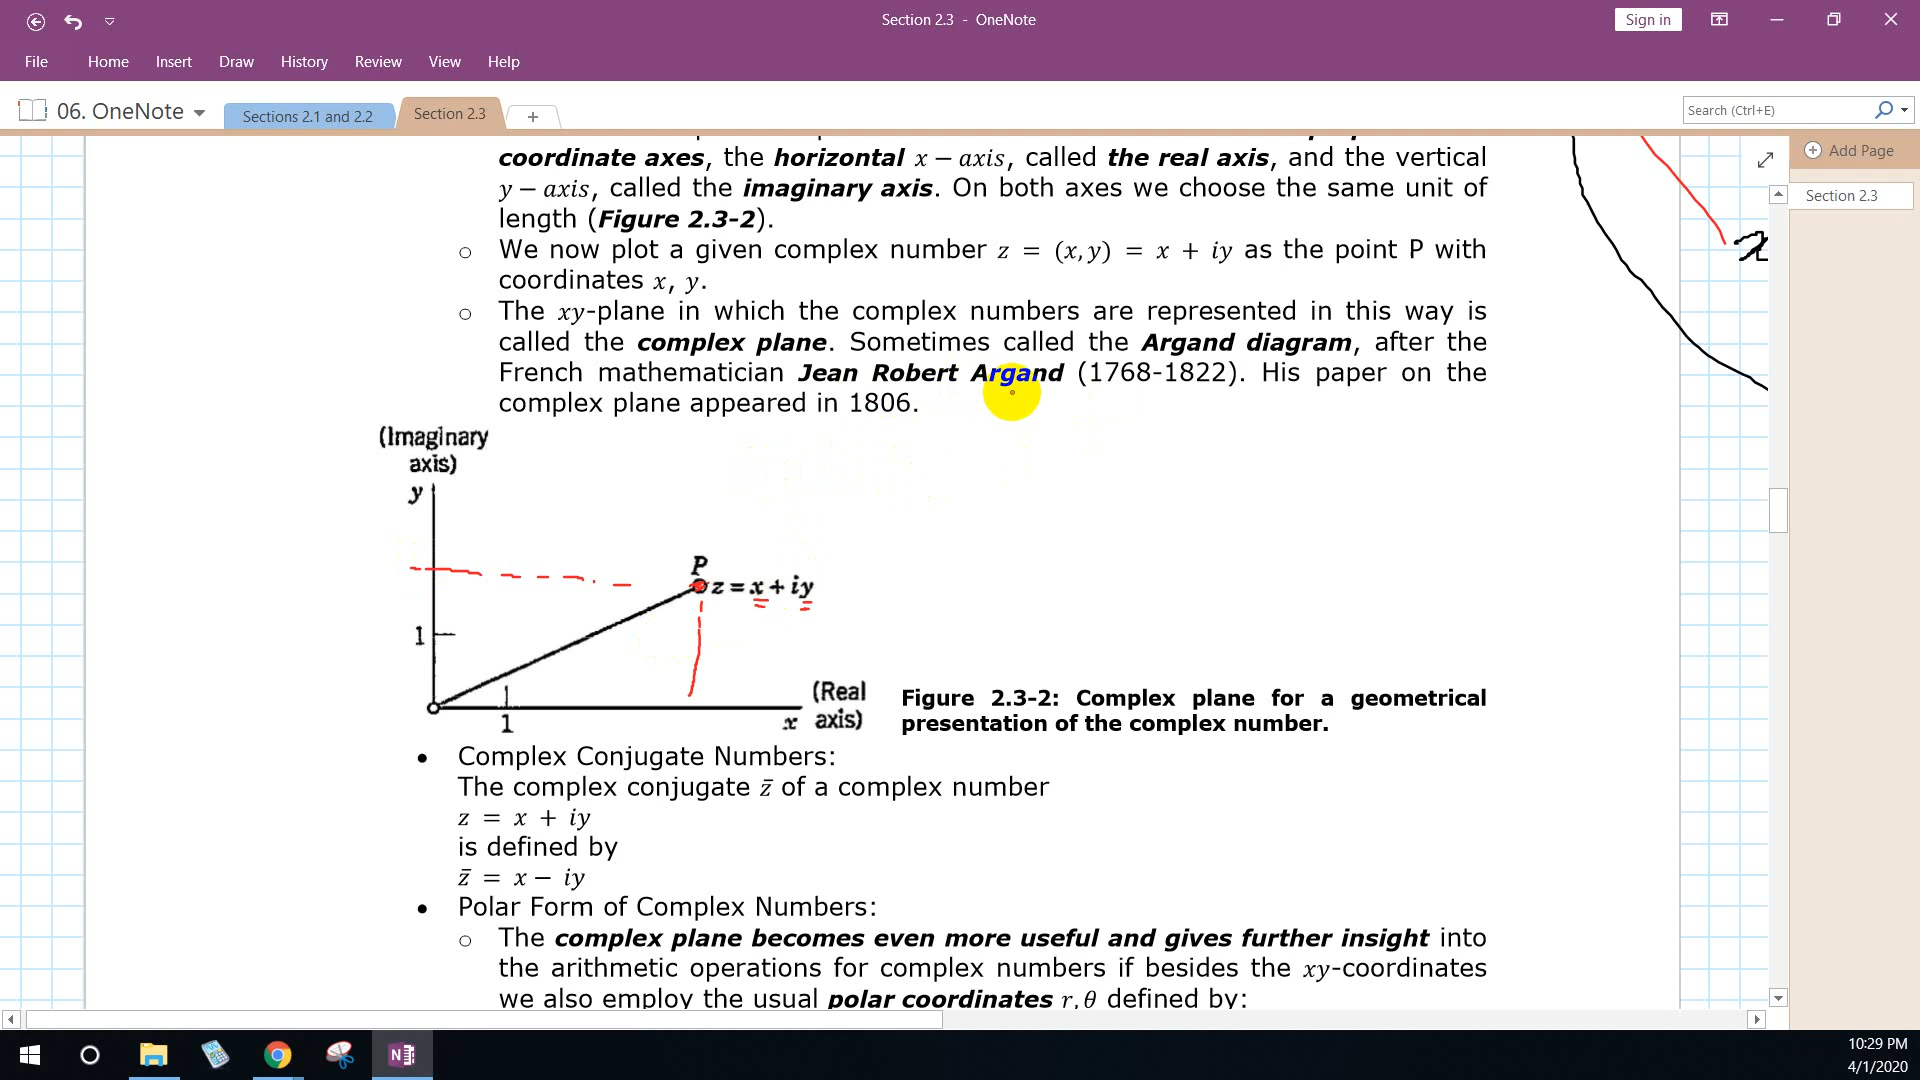 Section 2.3 - OneNote
Sign in
File Home Insert Draw History Review View Help
06. OneNote
Sections 2.1 and 2.2
Section 2.3
+
Search (Ctrl+E)
Add Page
Section 2.3
coordinate axes, the horizontal x − axis, called the real axis, and the vertical
y − axis, called the imaginary axis. On both axes we choose the same unit of
length (Figure 2.3-2).
○ We now plot a given complex number z = (x, y) = x + iy as the point P with
coordinates x, y.
○ The xy-plane in which the complex numbers are represented in this way is
called the complex plane. Sometimes called the Argand diagram, after the
French mathematician Jean Robert Argand (1768-1822). His paper on the
complex plane appeared in 1806.
(Imaginary
axis)
y
P
z = x + iy
1
1
(Real
x axis)
Figure 2.3-2: Complex plane for a geometrical
presentation of the complex number.
• Complex Conjugate Numbers:
The complex conjugate z̄ of a complex number
z = x + iy
is defined by
z̄ = x − iy
• Polar Form of Complex Numbers:
○ The complex plane becomes even more useful and gives further insight into
the arithmetic operations for complex numbers if besides the xy-coordinates
we also employ the usual polar coordinates r, θ defined by:
10:29 PM
4/1/2020